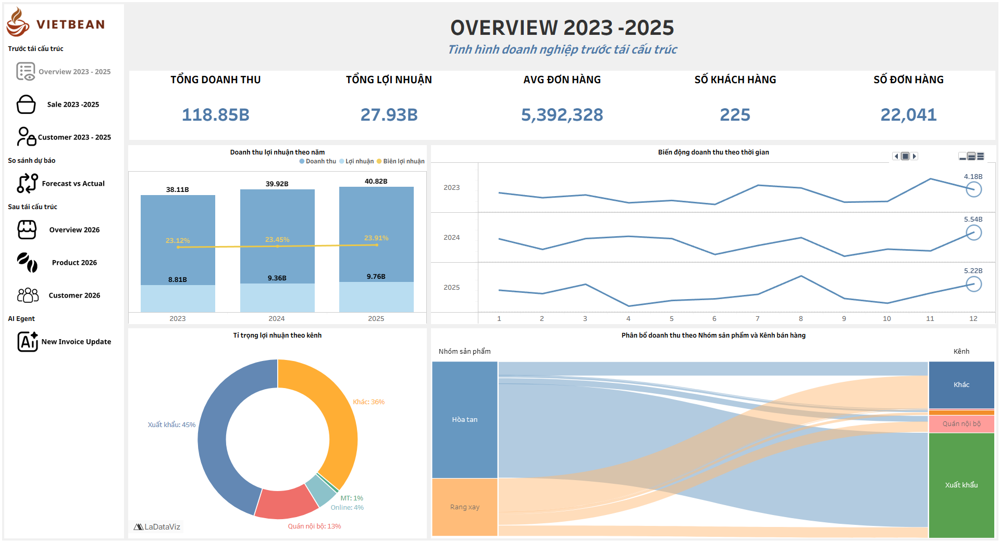 VIETBEAN
Trước tái cấu trúc
Overview 2023 - 2025
Sale 2023 -2025
Customer 2023 - 2025
So sánh dự báo
Forecast vs Actual
Sau tái cấu trúc
Overview 2026
Product 2026
Customer 2026
AI Egent
Ai New Invoice Update
OVERVIEW 2023 -2025
Tình hình doanh nghiệp trước tái cấu trúc
TỔNG DOANH THU
118.85B
TỔNG LỢI NHUẬN
27.93B
AVG ĐƠN HÀNG
5,392,328
SỐ KHÁCH HÀNG
225
SỐ ĐƠN HÀNG
22,041
Doanh thu lợi nhuận theo năm
Doanh thu Lợi nhuận Biên lợi nhuận
38.11B 39.92B 40.82B
23.12% 23.45% 23.91%
8.81B 9.36B 9.76B
2023 2024 2025
Biến động doanh thu theo thời gian
2023 4.18B
2024 5.54B
2025 5.22B
1 2 3 4 5 6 7 8 9 10 11 12
Tỉ trọng lợi nhuận theo kênh
Khác: 36%
Xuất khẩu: 45%
MT: 1%
Online: 4%
Quán nội bộ: 13%
LaDataViz
Phân bổ doanh thu theo Nhóm sản phẩm và Kênh bán hàng
Nhóm sản phẩm Kênh
Khác
Hòa tan
Quán nội bộ
Xuất khẩu
Rang xay